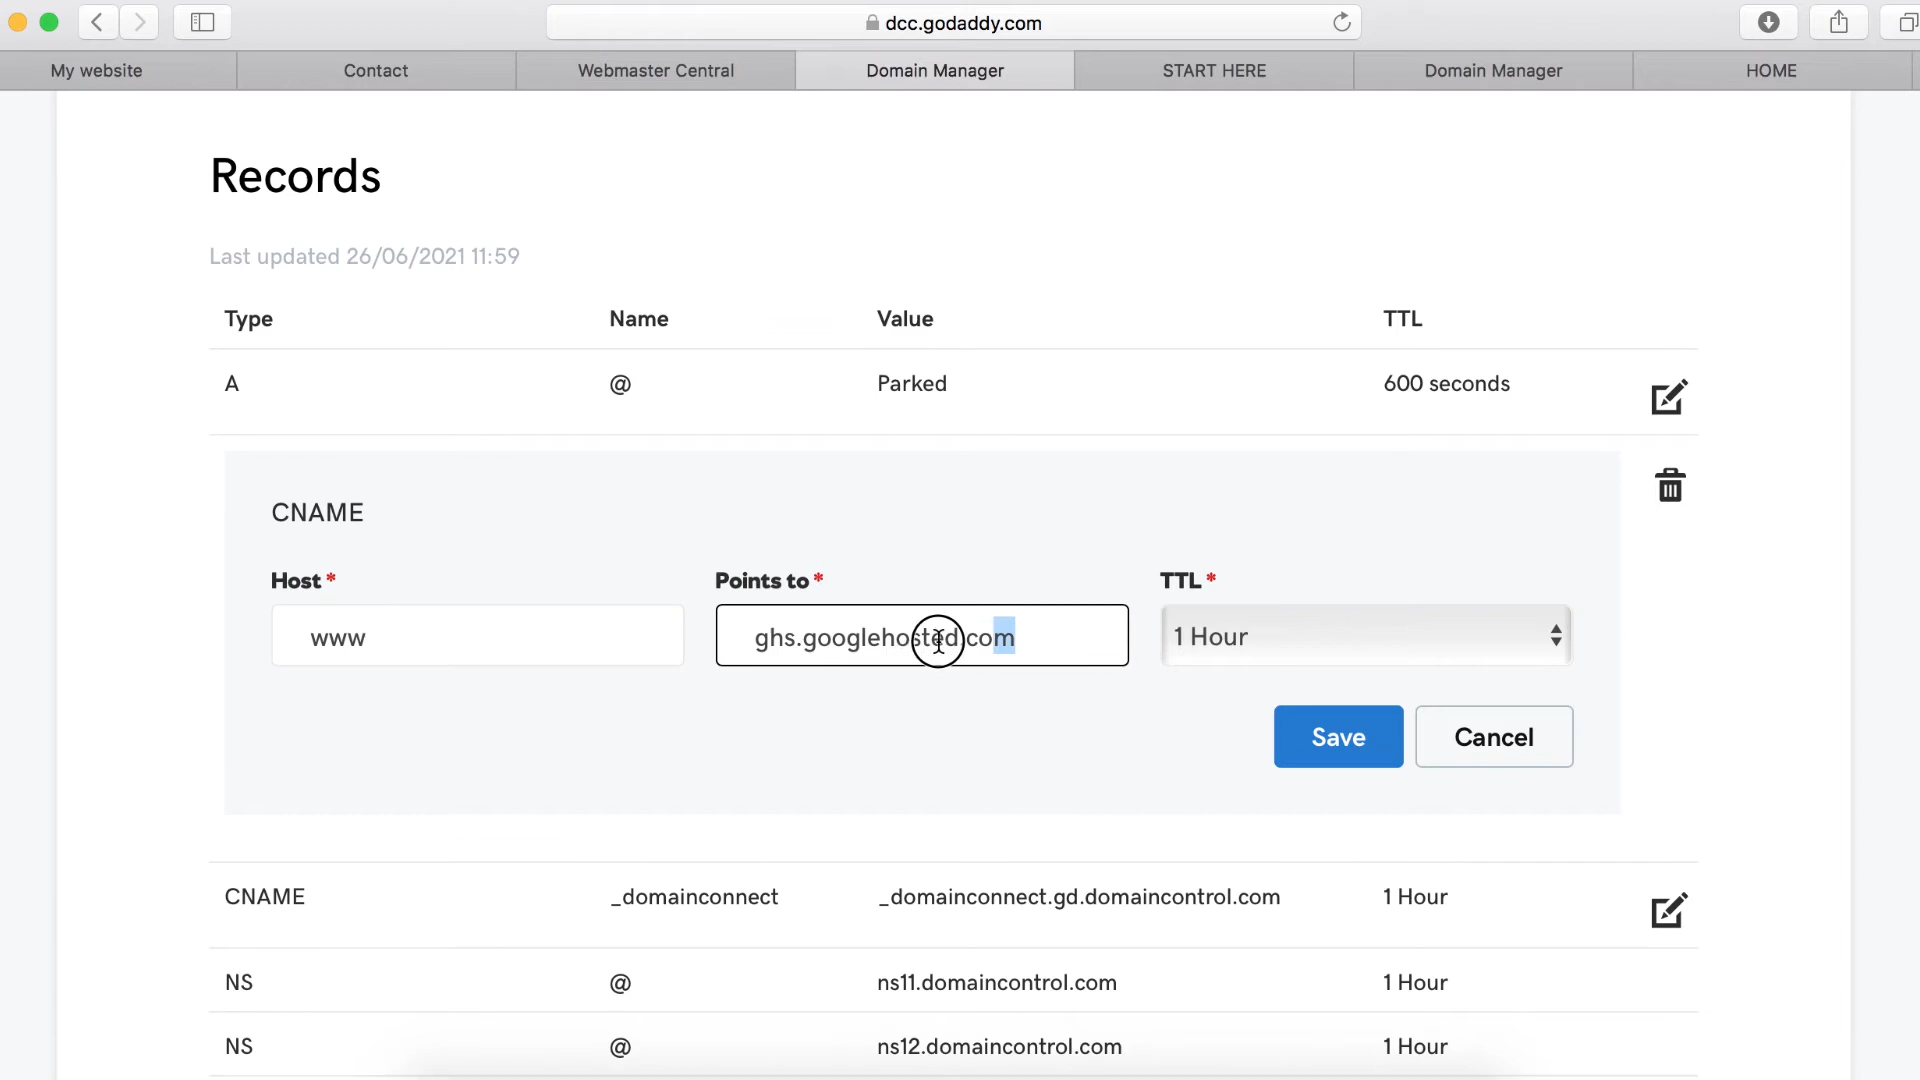 dcc.godaddy.com
My website Contact Webmaster Central Domain Manager START HERE Domain Manager HOME
Records
Last updated 26/06/2021 11:59
Type Name Value TTL
A @ Parked 600 seconds
CNAME
Host * Points to * TTL *
www ghs.googlehosted.com 1 Hour
Save Cancel
CNAME _domainconnect _domainconnect.gd.domaincontrol.com 1 Hour
NS @ ns11.domaincontrol.com 1 Hour
NS @ ns12.domaincontrol.com 1 Hour